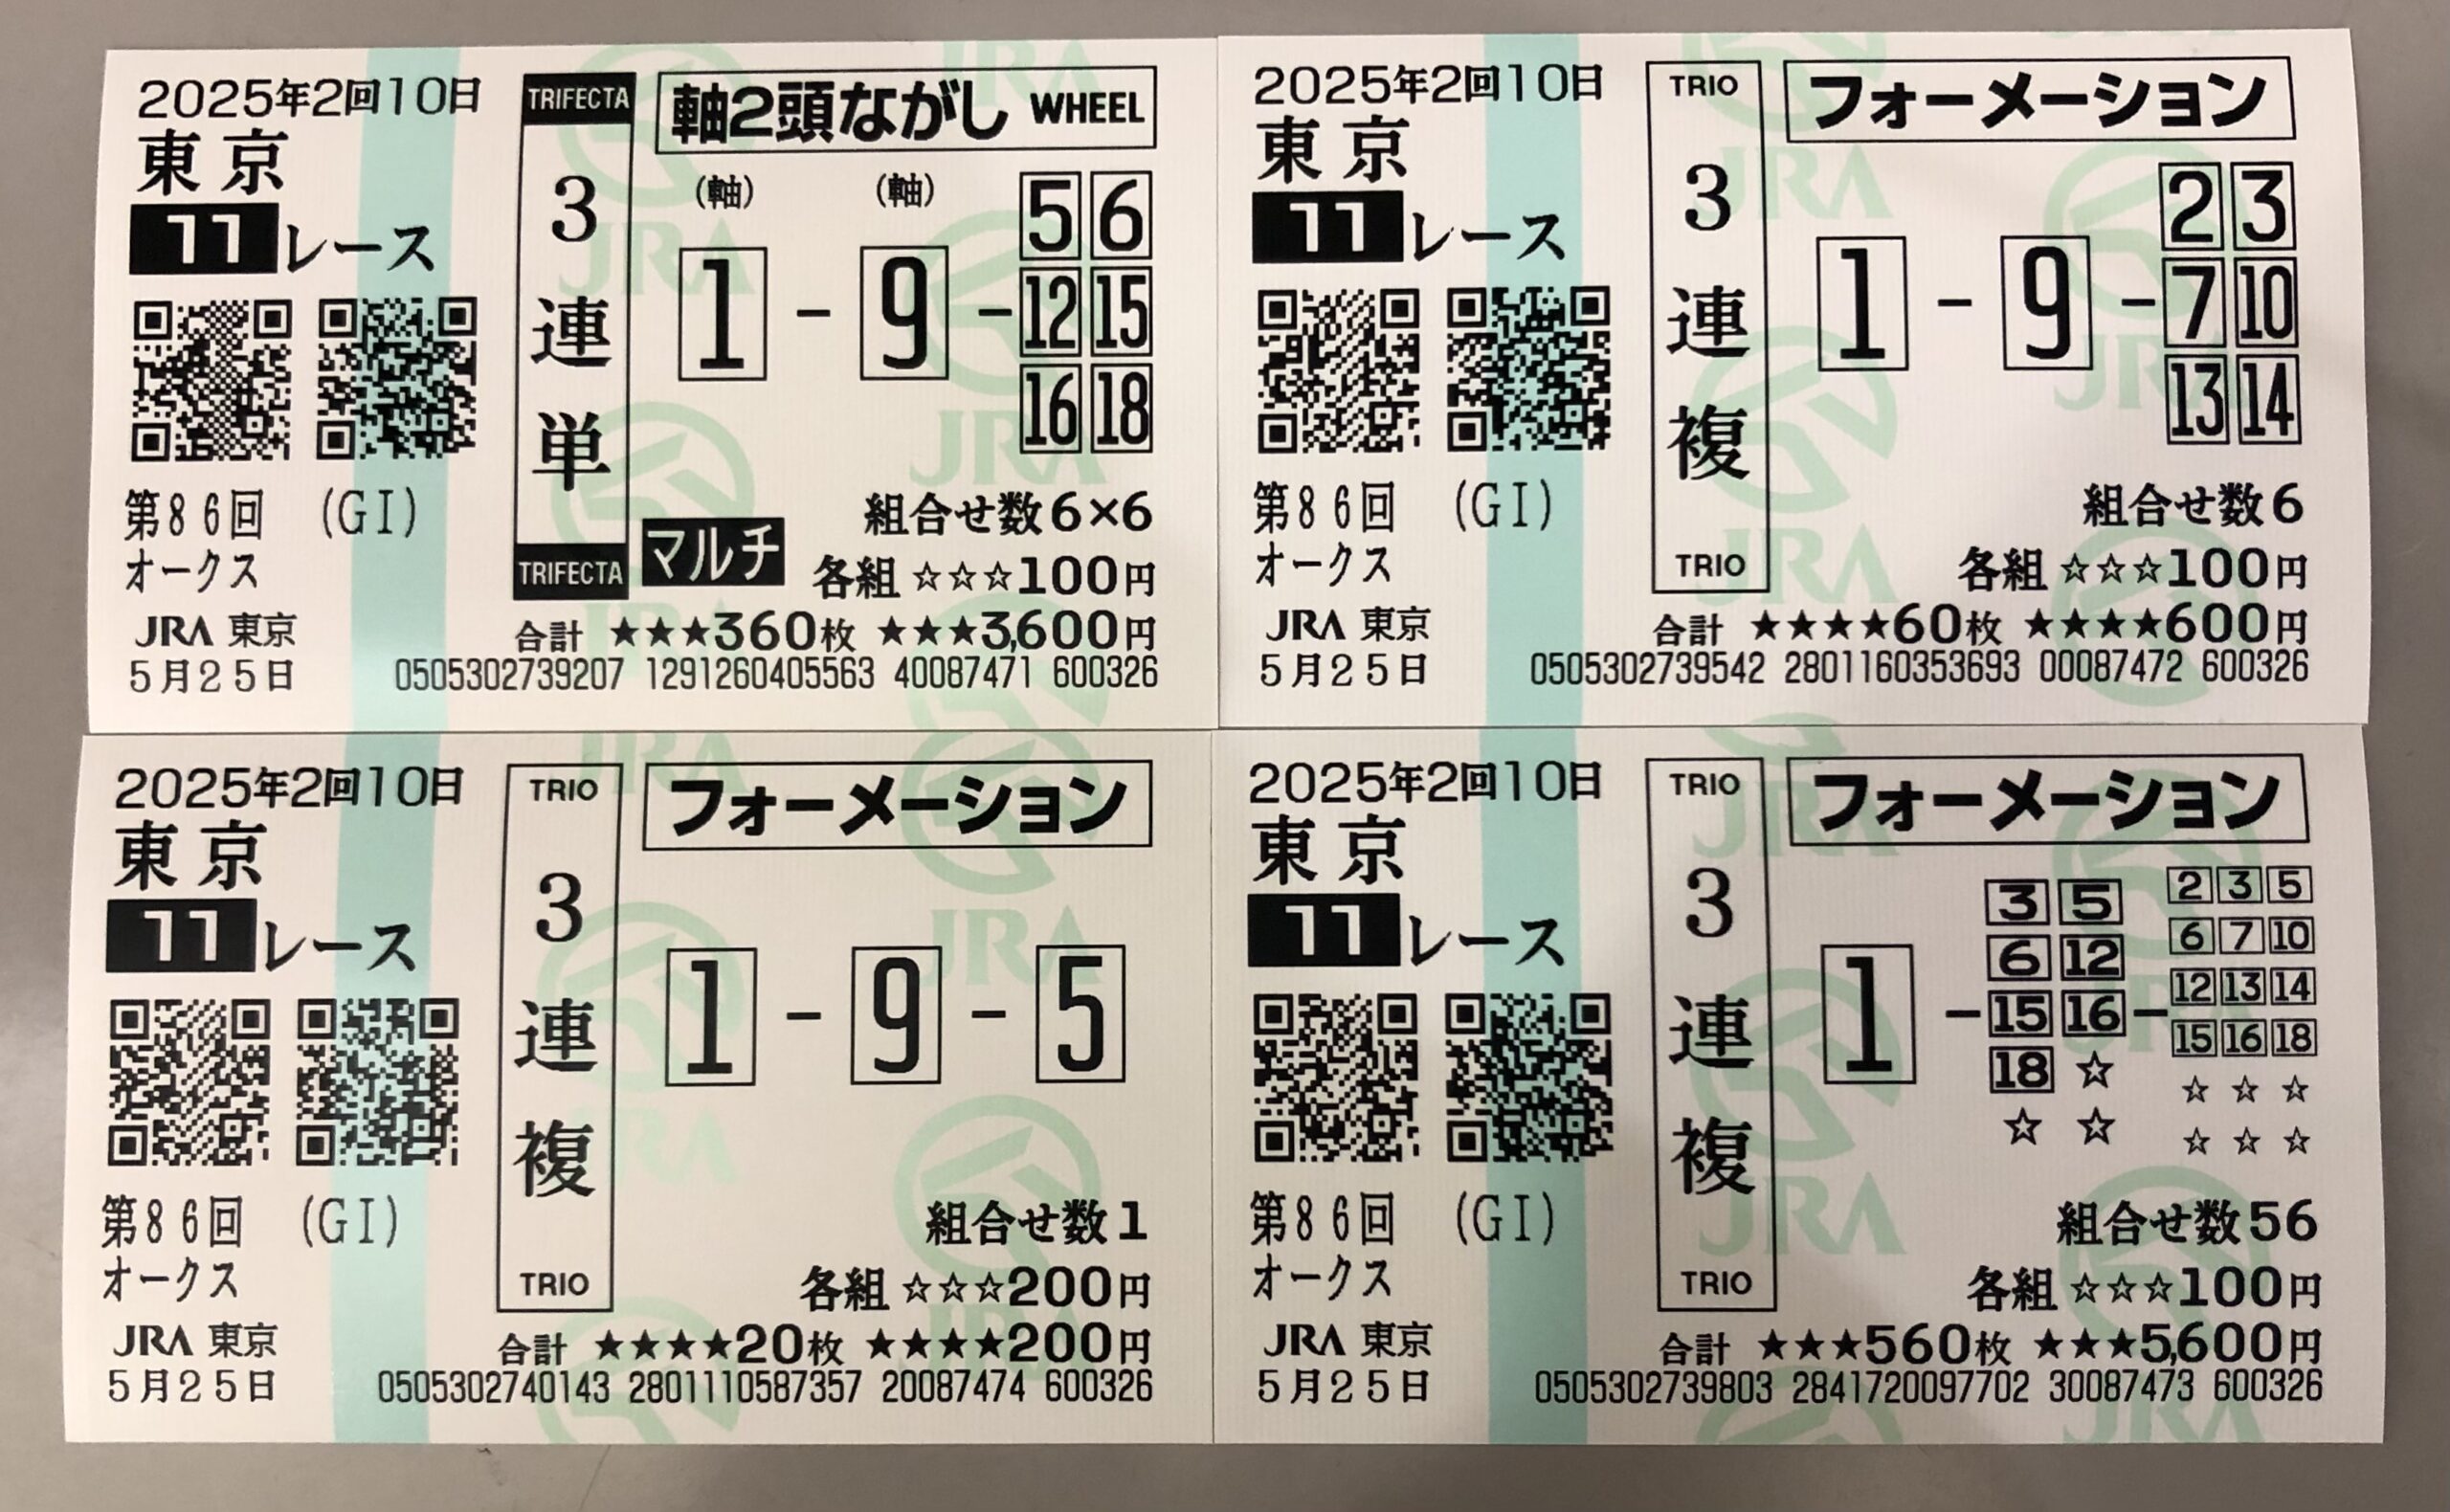 2025年2回10日
東京
11レース
第86回 (GI)
オークス
JRA 東京
5月25日
TRIFECTA
3連単
TRIFECTA
軸2頭ながし WHEEL
(軸) (軸)
1 - 9 - 5 6
12 15
16 18
組合せ数6×6
マルチ
各組 ☆☆☆100円
合計 ★★★360枚 ★★★3,600円
0505302739207 1291260405563 40087471 600326
2025年2回10日
東京
11レース
第86回 (GI)
オークス
JRA 東京
5月25日
TRIO
3連複
TRIO
フォーメーション
1 - 9 - 2 3
7 10
13 14
組合せ数6
各組 ☆☆☆100円
合計 ★★★★60枚 ★★★★600円
0505302739542 2801160353693 00087472 600326
2025年2回10日
東京
11レース
第86回 (GI)
オークス
JRA 東京
5月25日
TRIO
3連複
TRIO
フォーメーション
1 - 9 - 5
組合せ数1
各組 ☆☆☆200円
合計 ★★★★20枚 ★★★★200円
0505302740143 2801110587357 20087474 600326
2025年2回10日
東京
11レース
第86回 (GI)
オークス
JRA 東京
5月25日
TRIO
3連複
TRIO
フォーメーション
1 - 3 5
6 12
15 16
18 ☆
☆ ☆
- 2 3 5
6 7 10
12 13 14
15 16 18
☆ ☆ ☆
☆ ☆ ☆
組合せ数56
各組 ☆☆☆100円
合計 ★★★560枚 ★★★5,600円
0505302739803 2841720097702 30087473 600326